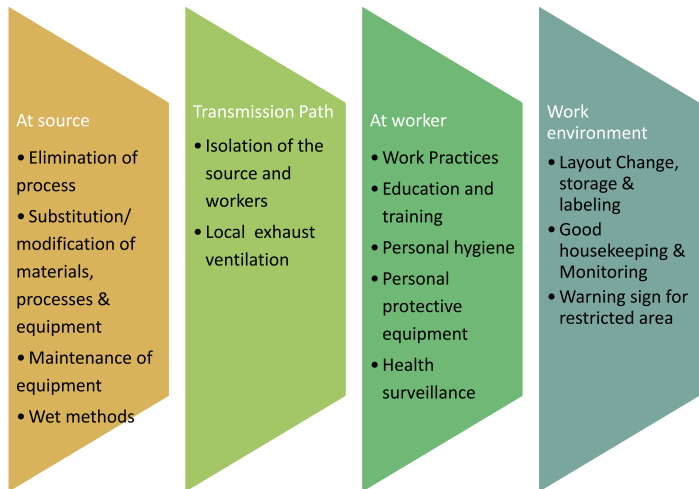 At source
• Elimination of
process
• Substitution/
modification of
materials,
processes &
equipment
• Maintenance of
equipment
• Wet methods
Transmission Path
• Isolation of the
source and
workers
• Local exhaust
ventilation
At worker
• Work Practices
• Education and
training
• Personal hygiene
• Personal
protective
equipment
• Health
surveillance
Work
environment
• Layout Change,
storage &
labeling
• Good
housekeeping &
Monitoring
• Warning sign for
restricted area